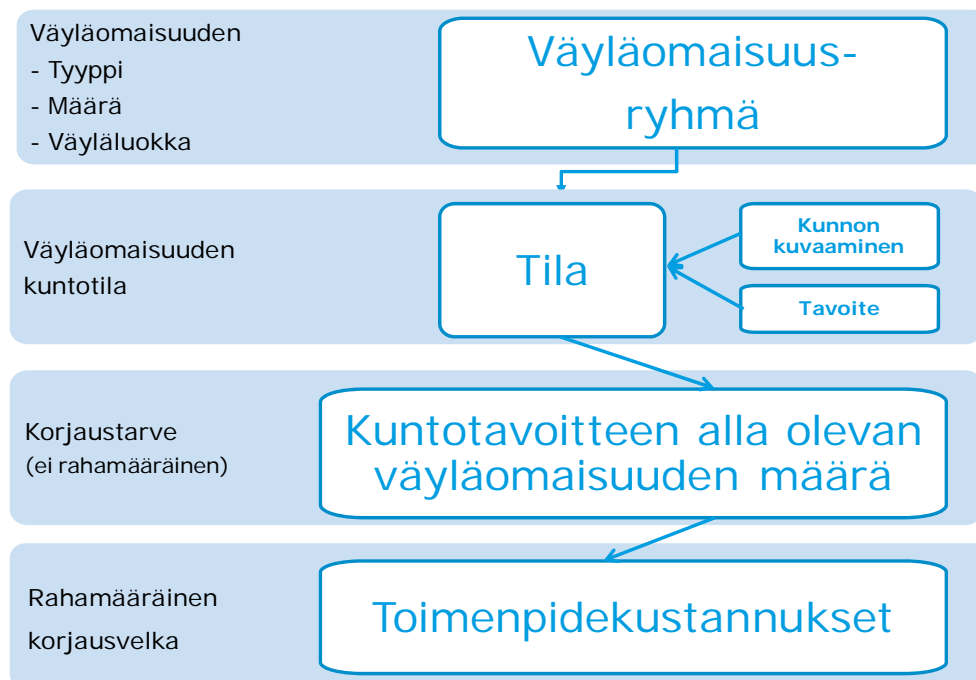 Väyläomaisuuden
- Tyyppi
- Määrä
- Väyläluokka
Väyläomaisuus-
ryhmä
Väyläomaisuuden
kuntotila
Tila
Kunnon
kuvaaminen
Tavoite
Korjaustarve
(ei rahamääräinen)
Kuntotavoitteen alla olevan
väyläomaisuuden määrä
Rahamääräinen
korjausvelka
Toimenpidekustannukset